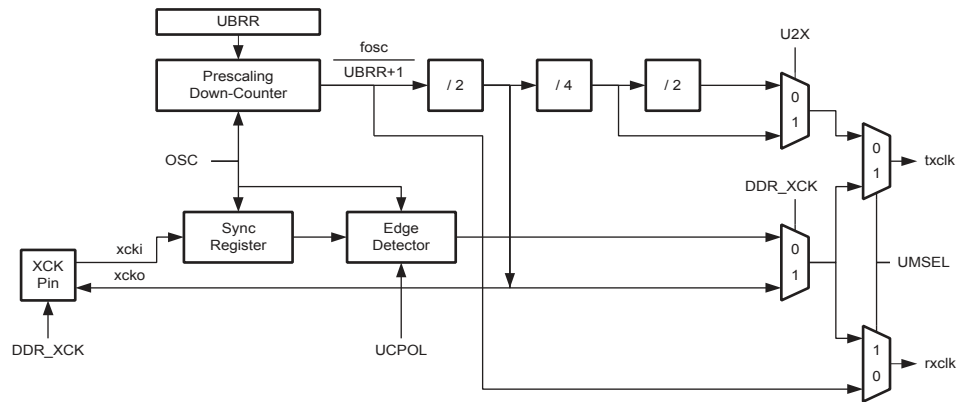 UBRR
U2X
fosc
UBRR+1
Prescaling
Down-Counter
/ 2
/ 4
/ 2
0
1
OSC
0
1
txclk
DDR_XCK
Sync
Register
Edge
Detector
0
1
xcki
XCK
Pin
xcko
UMSEL
DDR_XCK
UCPOL
1
0
rxclk